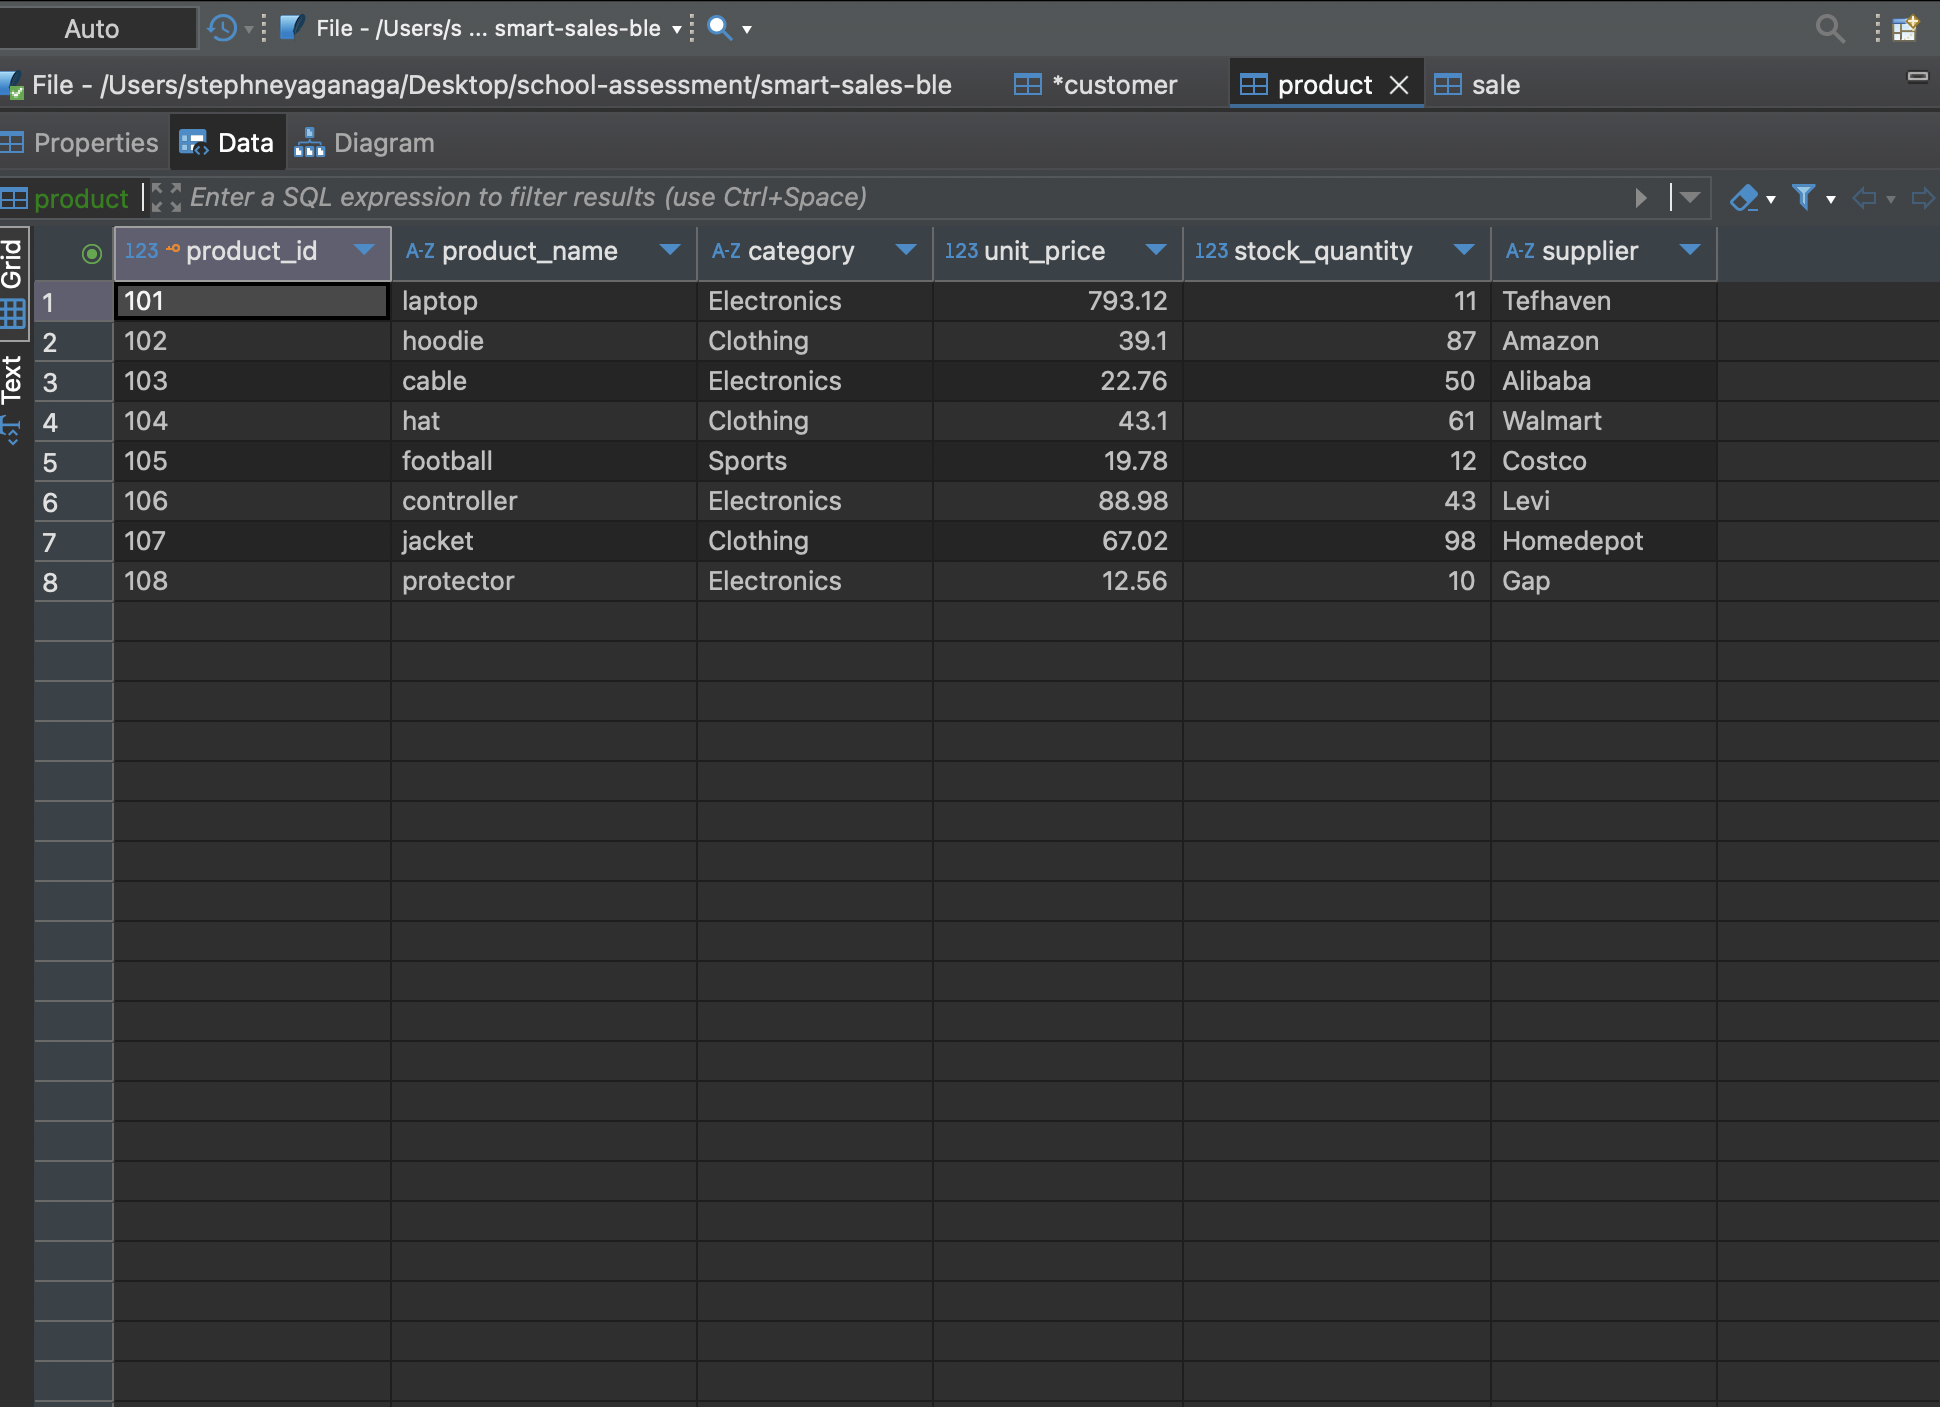 Auto File - /Users/s ... smart-sales-ble
File - /Users/stephneyaganaga/Desktop/school-assessment/smart-sales-ble *customer product sale
Properties Data Diagram
product Enter a SQL expression to filter results (use Ctrl+Space)
Grid
Text
123 product_id A-Z product_name A-Z category 123 unit_price 123 stock_quantity A-Z supplier
1 101 laptop Electronics 793.12 11 Tefhaven
2 102 hoodie Clothing 39.1 87 Amazon
3 103 cable Electronics 22.76 50 Alibaba
4 104 hat Clothing 43.1 61 Walmart
5 105 football Sports 19.78 12 Costco
6 106 controller Electronics 88.98 43 Levi
7 107 jacket Clothing 67.02 98 Homedepot
8 108 protector Electronics 12.56 10 Gap